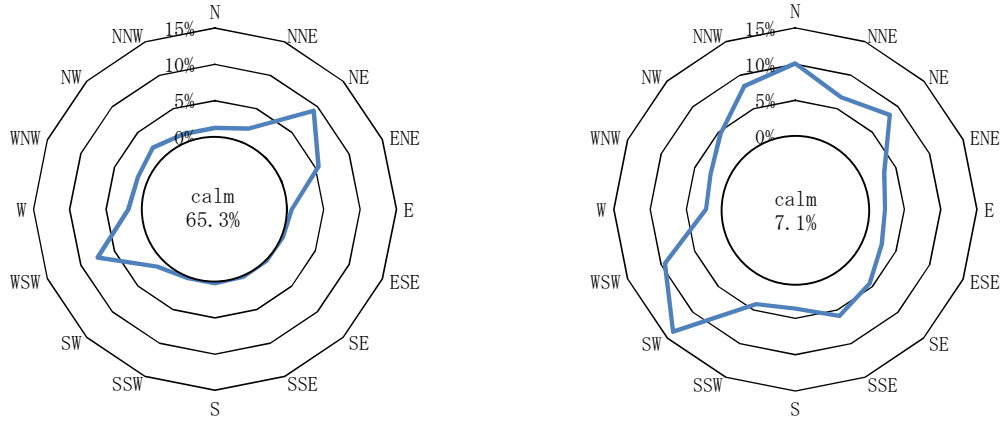 N
NNE
NE
ENE
E
ESE
SE
SSE
S
SSW
SW
WSW
W
WNW
NW
NNW
15%
10%
5%
0%
calm
65.3%
N
NNE
NE
ENE
E
ESE
SE
SSE
S
SSW
SW
WSW
W
WNW
NW
NNW
15%
10%
5%
0%
calm
7.1%